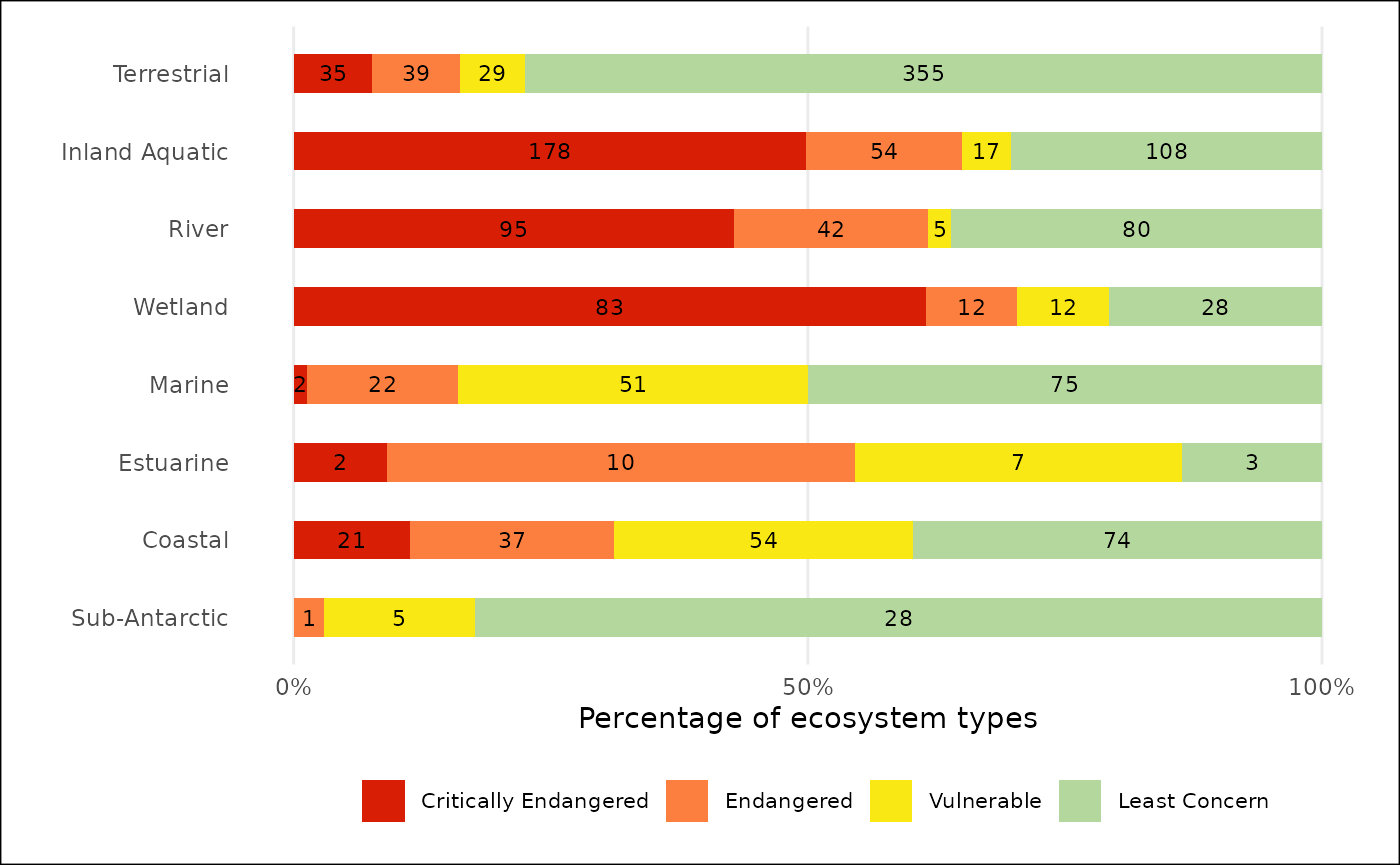 Terrestrial 35 39 29 355
Inland Aquatic 178 54 17 108
River 95 42 5 80
Wetland 83 12 12 28
Marine 2 22 51 75
Estuarine 2 10 7 3
Coastal 21 37 54 74
Sub-Antarctic 1 5 28
0% 50% 100%
Percentage of ecosystem types
Critically Endangered Endangered Vulnerable Least Concern